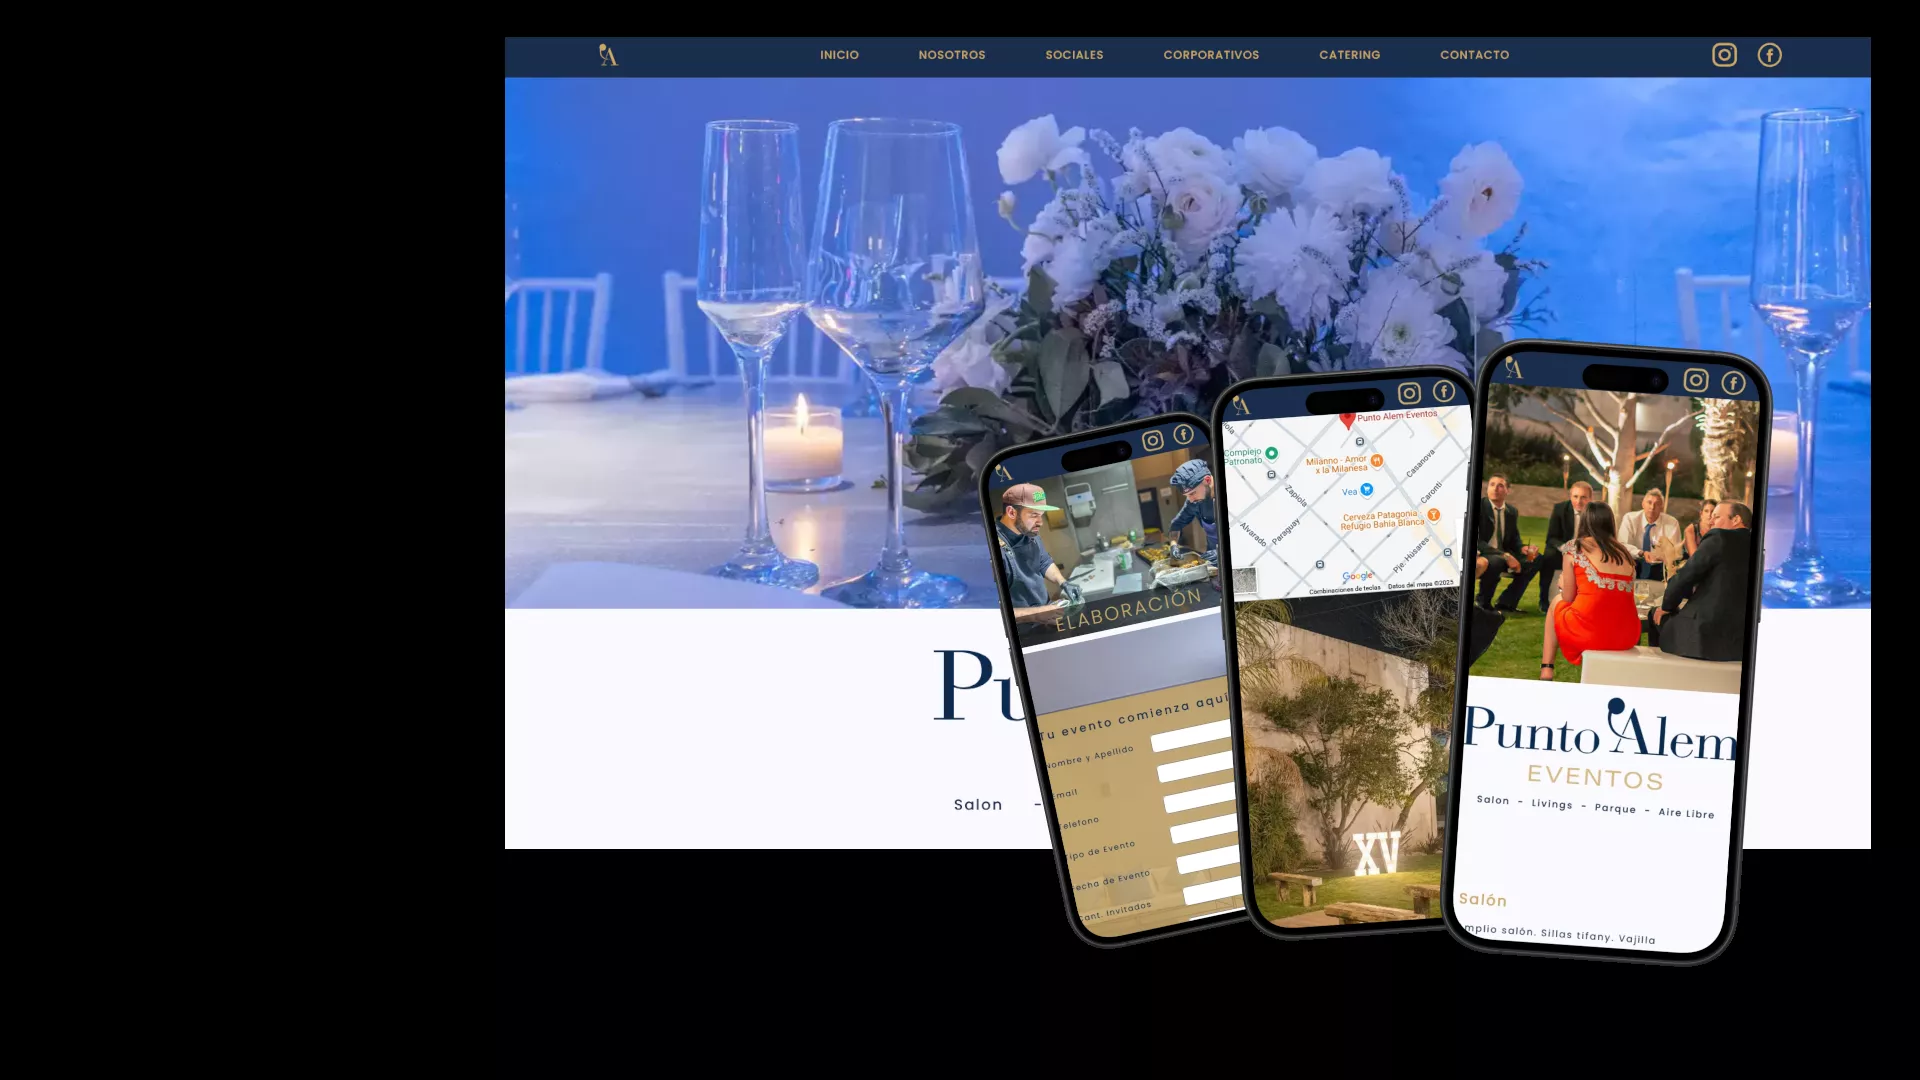 INICIO NOSOTROS SOCIALES CORPORATIVOS CATERING CONTACTO
Pu
Salon -
ELABORACIÓN
Tu evento comienza aquí
Nombre y Apellido
Email
Teléfono
Tipo de Evento
Fecha de Evento
Cant. Invitados
Punto Alem Eventos
Complejo
Patronato
Milanno - Amor
x la Milanesa
Casanova
Vea
Zapiola
Caronti
Cerveza Patagonia
Refugio Bahia Blanca
Alvarado
Paraguay
Pje. Húsares
Google
Combinaciones de teclas Datos del mapa ©2025
XV
Punto Alem
EVENTOS
Salon - Livings - Parque - Aire Libre
Salón
mplio salón. Sillas tifany. Vajilla